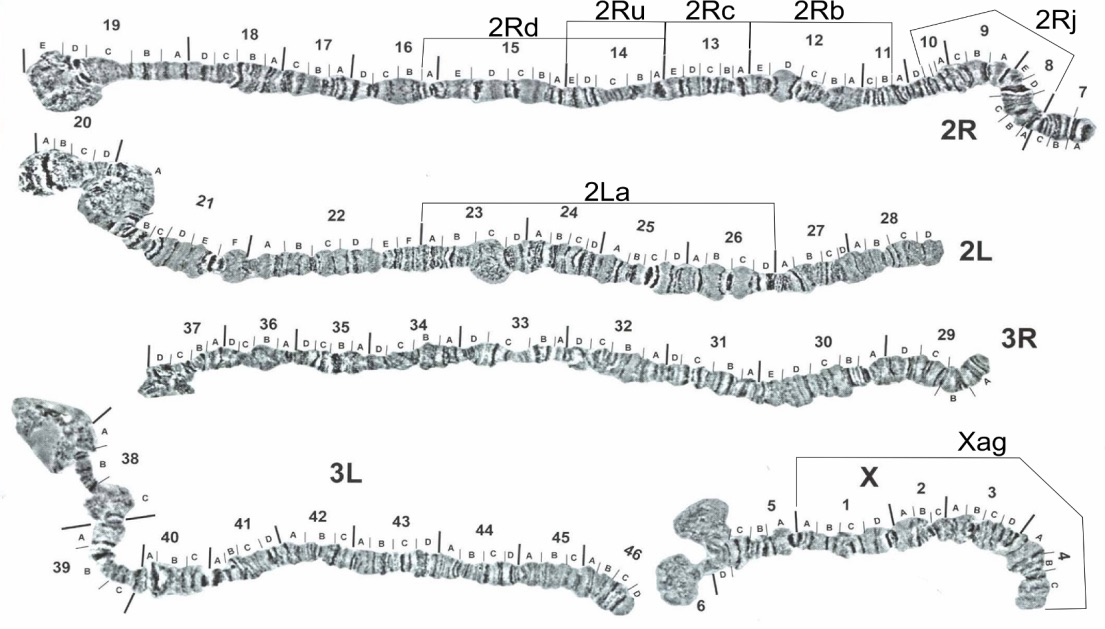 2Rd 2Ru 2Rc 2Rb 2Rj
19 18 17 16 15 14 13 12 11 10 9 8 7
E D C B A D C B A C B A D C B A E D C B A E D C B A E D C B A E D C B A C B A D A C B A E D C B A C B A
2R
20
A B C D
2La
21 22 23 24 25 26 27 28
A B C D E F A B C D E F A B C D A B C D A B C D A B C D A B C D A B C D
2L
37 36 35 34 33 32 31 30 29
D C B A D C B A D C B A D C B A D C B A D C B A D C B A E D C B A D C B A
3R
3L
38 39 40 41 42 43 44 45 46
A B C A B C A B C A B C D A B C A B C D A B C D A B C A B C D
Xag
X
6 5 1 2 3 4
D C B A A B C D A B C A B C D A B C